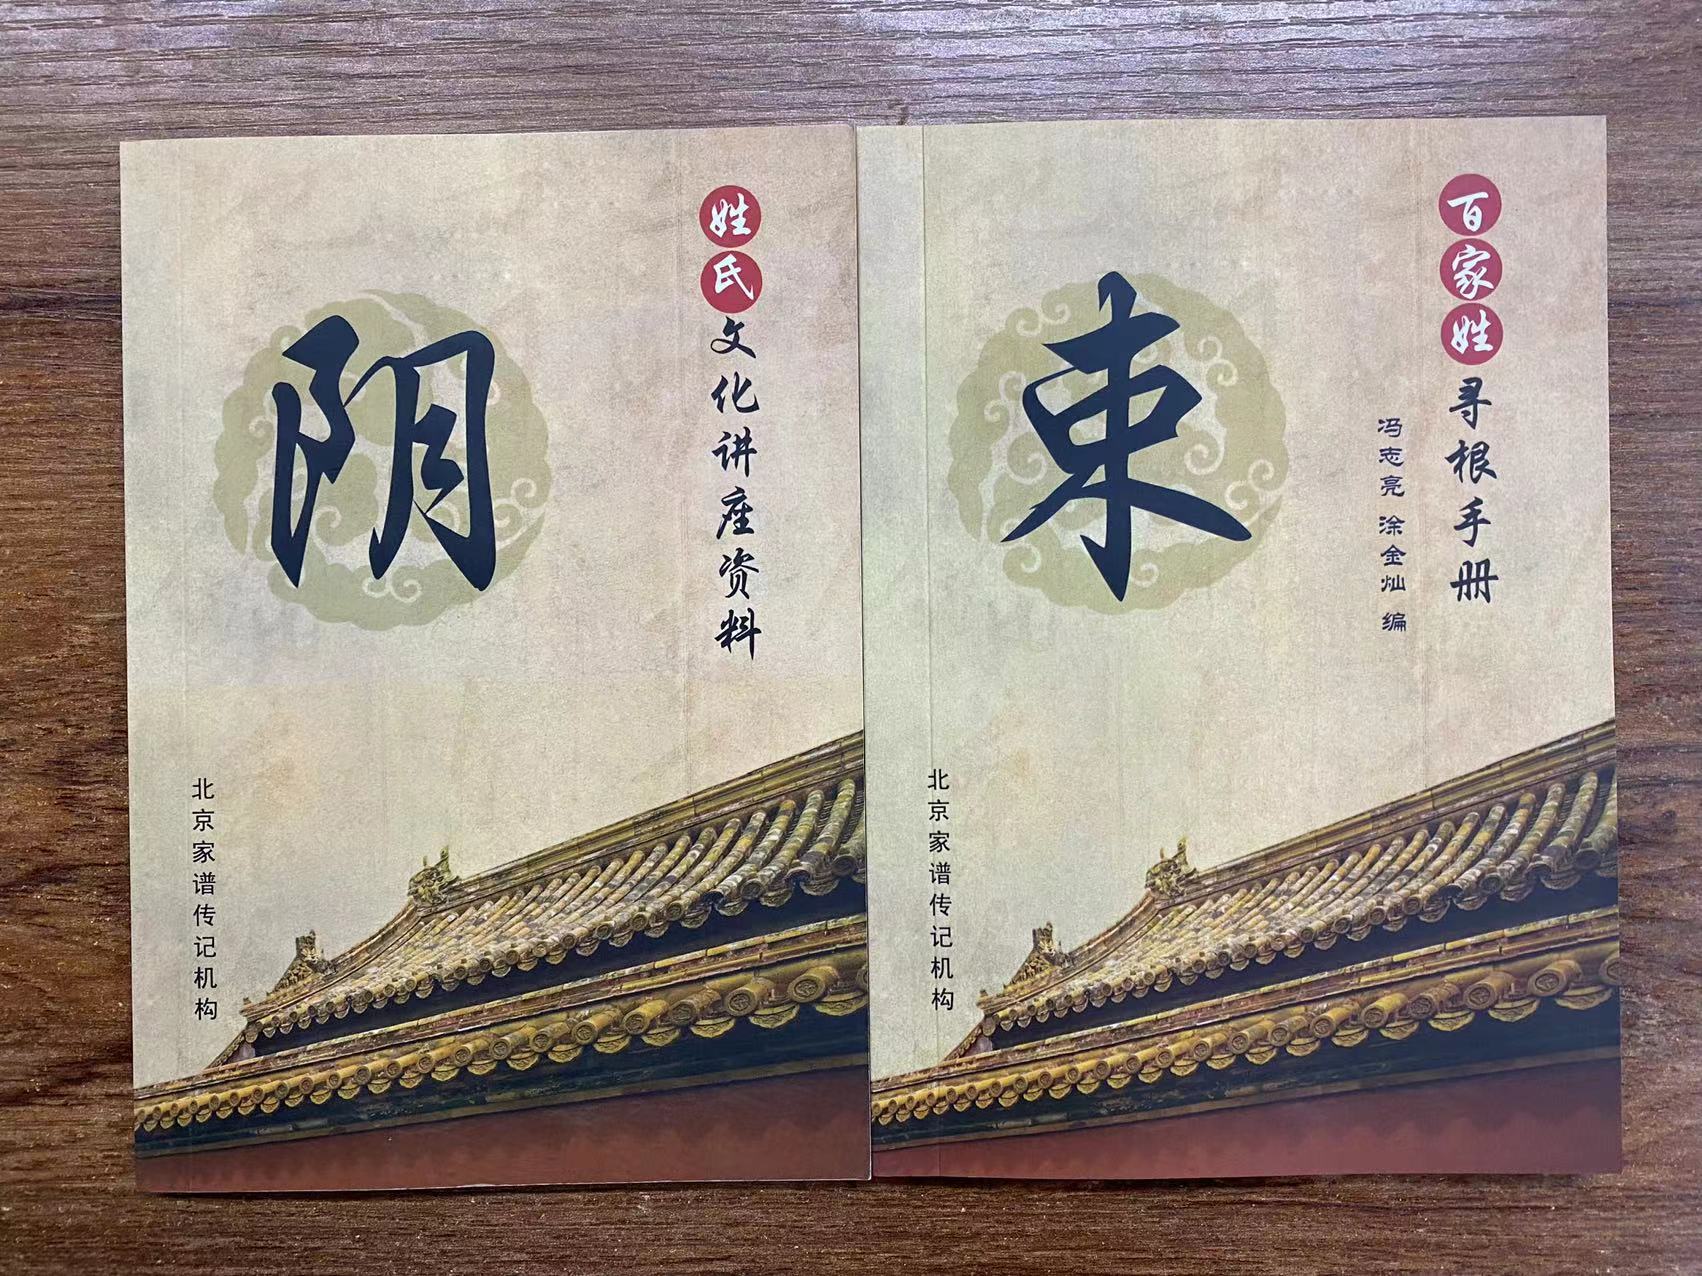 姓氏文化讲座资料
阴
北京家谱传记机构
百家姓寻根手册
冯志亮 涂金灿 编
束
北京家谱传记机构